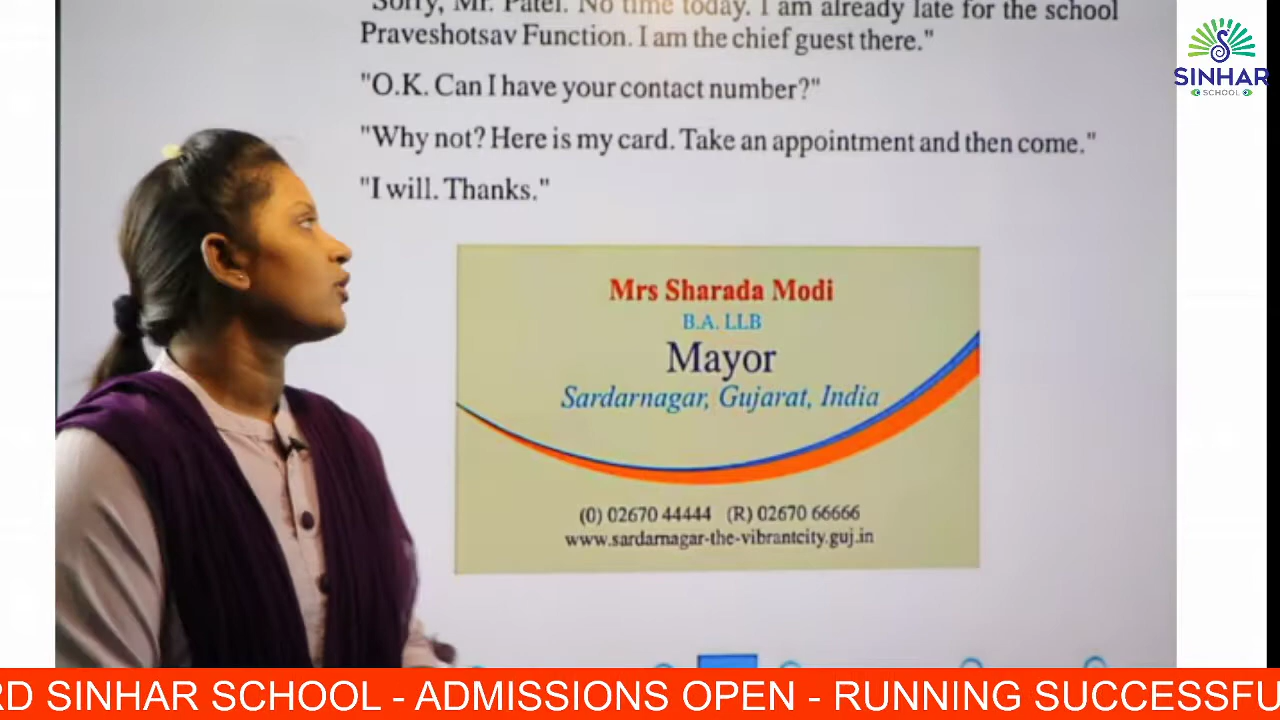 "Sorry, Mr. Patel. No time today. I am already late for the school
Praveshotsav Function. I am the chief guest there."
"O.K. Can I have your contact number?"
"Why not? Here is my card. Take an appointment and then come."
"I will. Thanks."
Mrs Sharada Modi
B.A. LLB
Mayor
Sardarnagar, Gujarat, India
(0) 02670 44444 (R) 02670 66666
www.sardarnagar-the-vibrantcity.guj.in
SINHAR
SCHOOL
RD SINHAR SCHOOL - ADMISSIONS OPEN - RUNNING SUCCESSFU